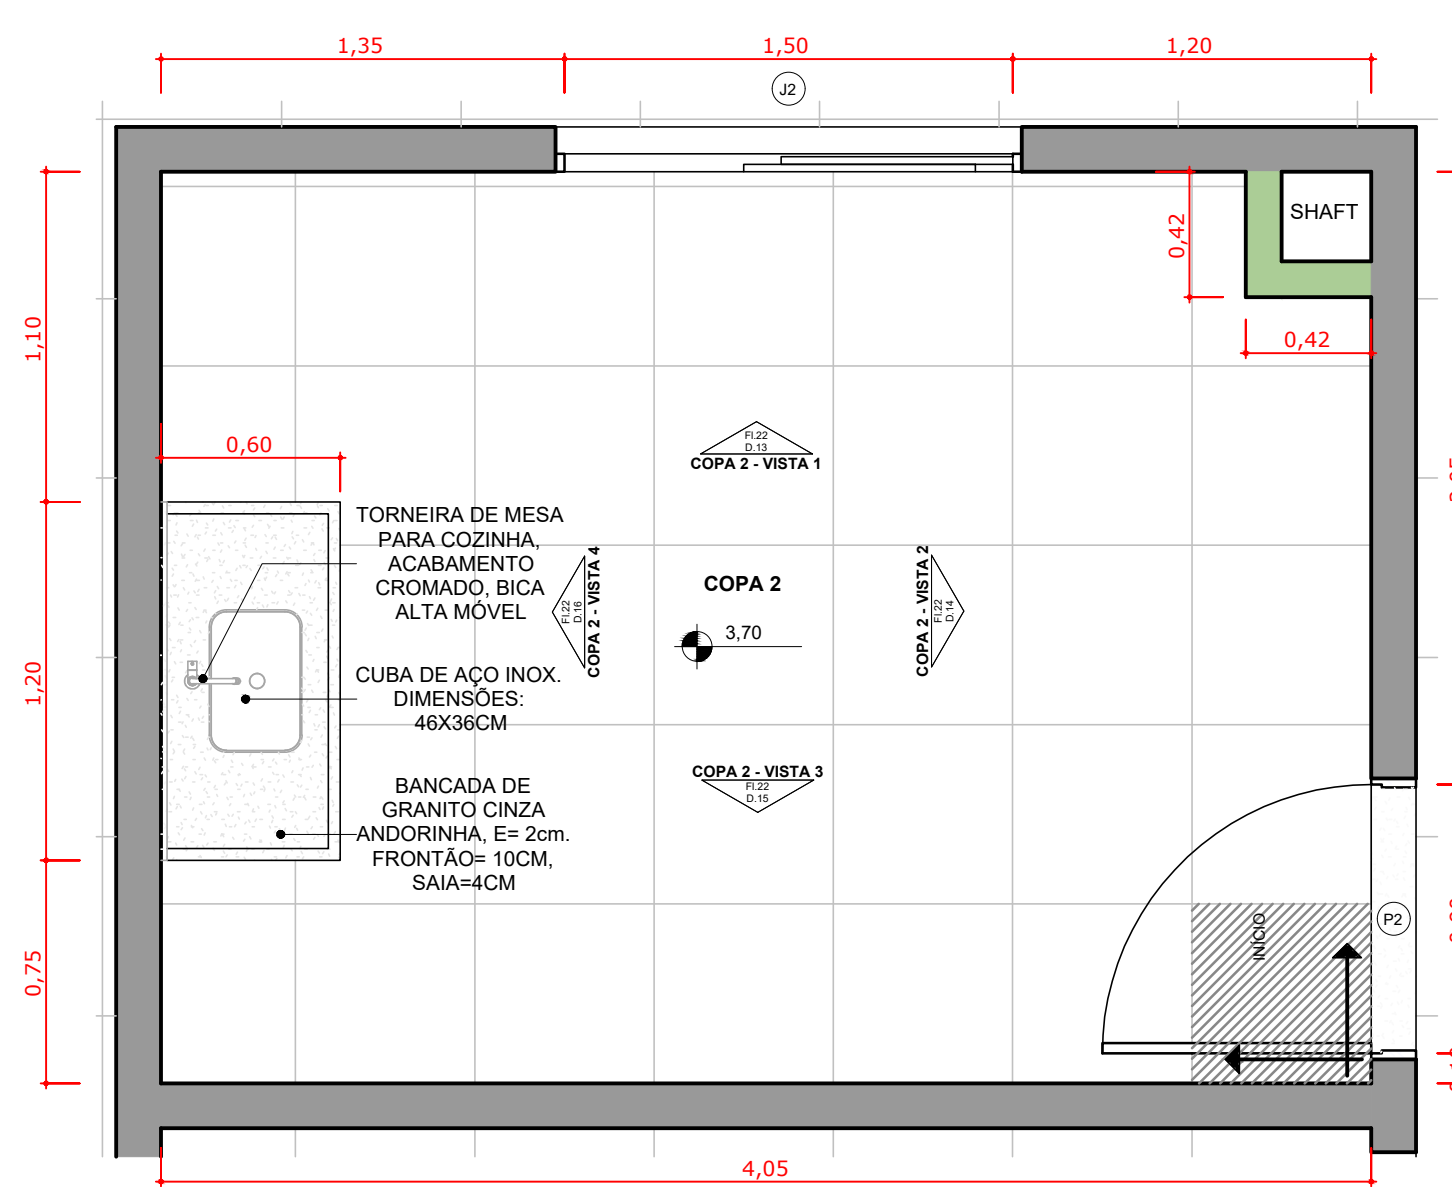 1,35
1,50
1,20
J2
SHAFT
0,42
0,42
1,10
0,60
Fl.22
D.13
COPA 2 - VISTA 1
TORNEIRA DE MESA
PARA COZINHA,
ACABAMENTO
CROMADO, BICA
ALTA MÓVEL
Fl.22
D.16
COPA 2 - VISTA 4
COPA 2
3,70
COPA 2 - VISTA 2
Fl.22
D.14
1,20
CUBA DE AÇO INOX.
DIMENSÕES:
46X36CM
COPA 2 - VISTA 3
Fl.22
D.15
BANCADA DE
GRANITO CINZA
ANDORINHA, E= 2cm.
FRONTÃO= 10CM,
SAIA=4CM
0,75
INÍCIO
P2
4,05